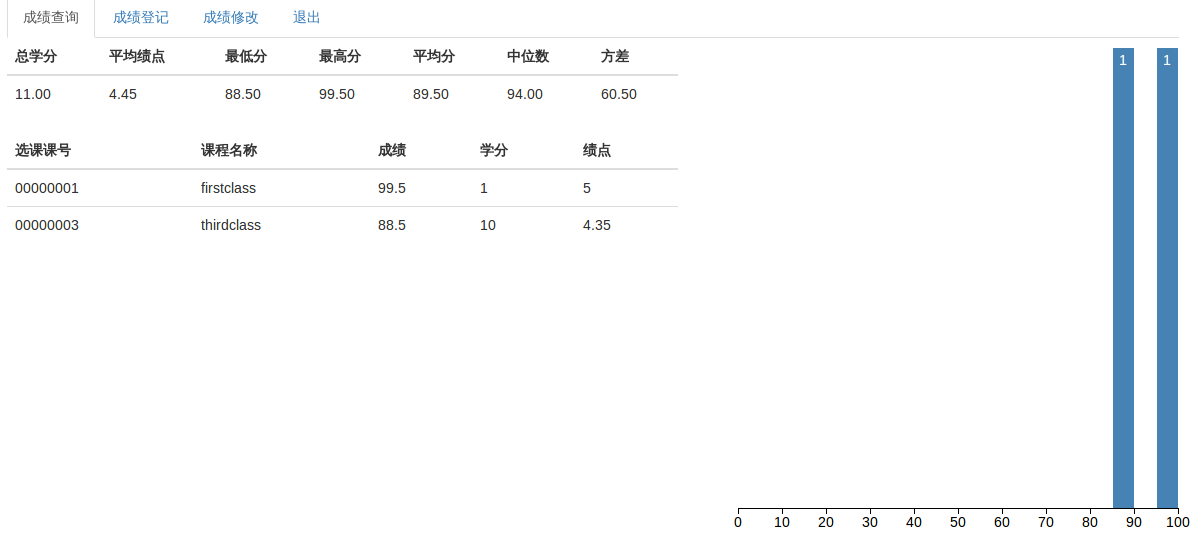 成绩查询 成绩登记 成绩修改 退出
总学分 平均绩点 最低分 最高分 平均分 中位数 方差
11.00 4.45 88.50 99.50 89.50 94.00 60.50
选课课号 课程名称 成绩 学分 绩点
00000001 firstclass 99.5 1 5
00000003 thirdclass 88.5 10 4.35
1 1
0 10 20 30 40 50 60 70 80 90 100